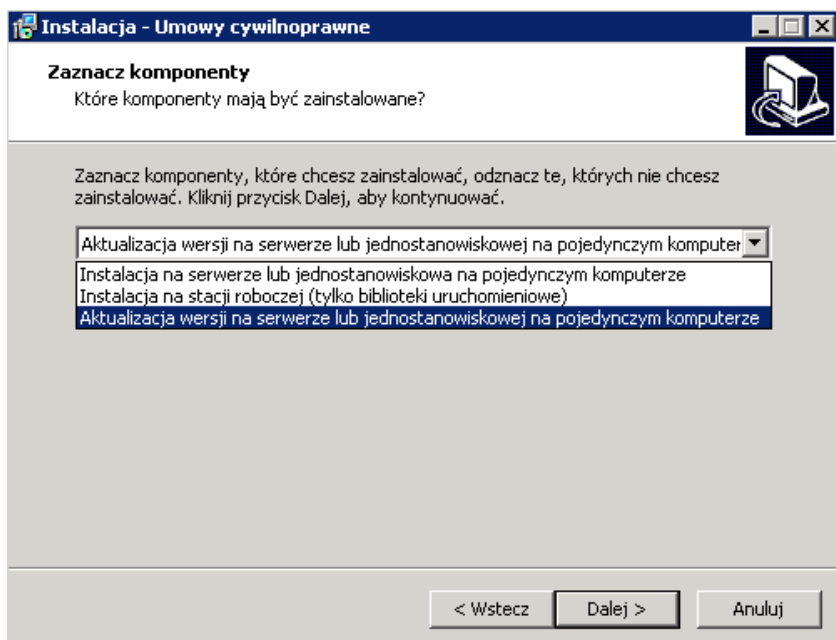 Instalacja - Umowy cywilnoprawne
Zaznacz komponenty
Które komponenty mają być zainstalowane?
Zaznacz komponenty, które chcesz zainstalować, odznacz te, których nie chcesz
zainstalować. Kliknij przycisk Dalej, aby kontynuować.
Aktualizacja wersji na serwerze lub jednostanowiskowej na pojedynczym komputer
Instalacja na serwerze lub jednostanowiskowa na pojedynczym komputerze
Instalacja na stacji roboczej (tylko biblioteki uruchomieniowe)
Aktualizacja wersji na serwerze lub jednostanowiskowej na pojedynczym komputerze
< Wstecz Dalej > Anuluj